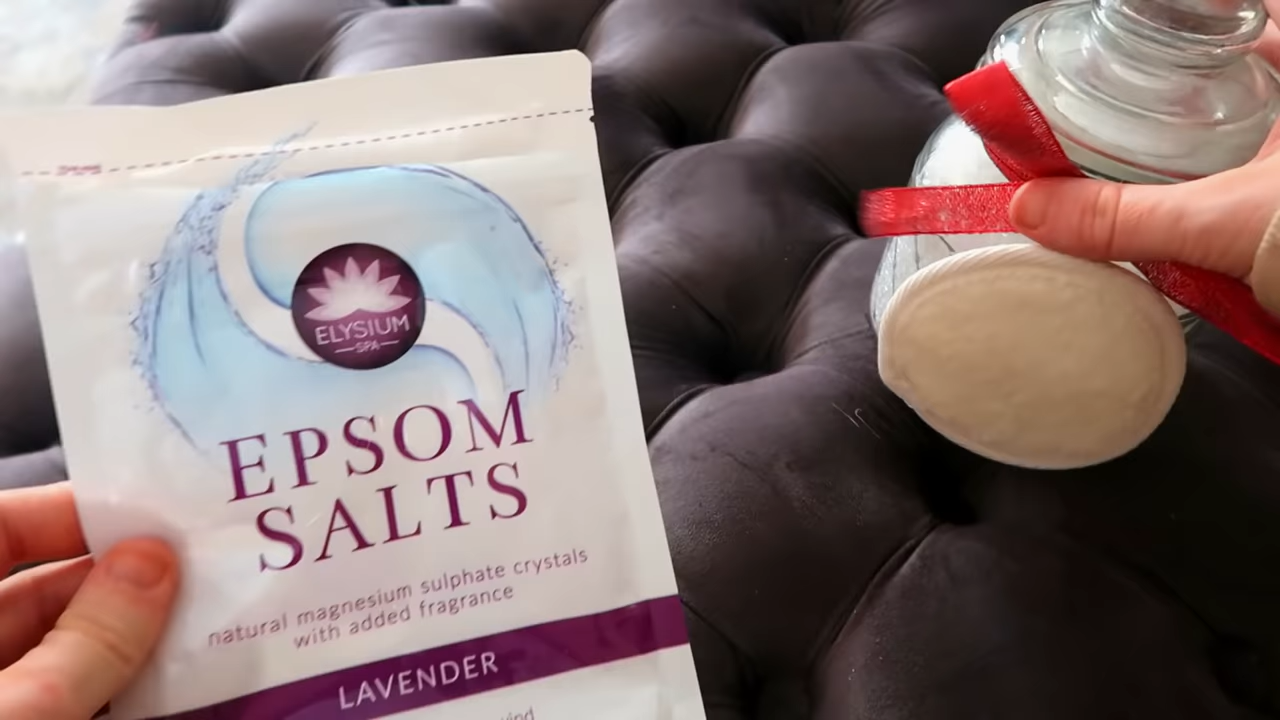 ELYSIUM
SPA
EPSOM
SALTS
natural magnesium sulphate crystals
with added fragrance
LAVENDER